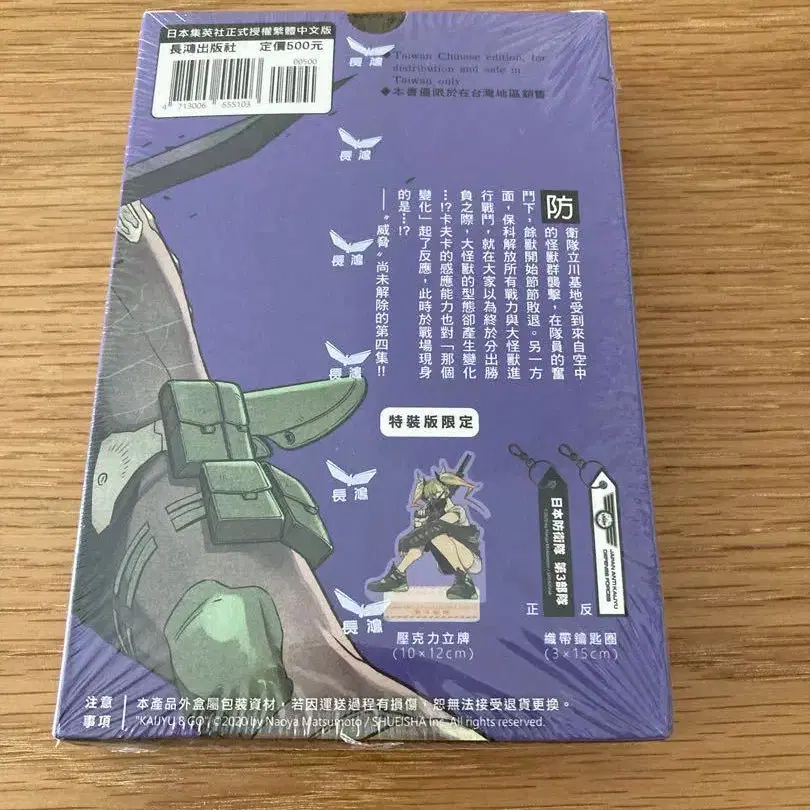 日本集英社正式授權繁體中文版
長鴻出版社 定價500元
00500
4 713006 655103
◆Taiwan Chinese edition, for
distribution and sale in
Taiwan only
◆本書僅限於在台灣地區銷售
長鴻
長鴻
長鴻
長鴻
長鴻
長鴻
防衛隊立川基地受到來自空中
的怪獸群襲擊，在隊員的奮
鬥下，餘獸開始節節敗退。另一方
面，保科解放所有戰力與大怪獸進
行戰鬥，就在大家以為終於分出勝
負之際，大怪獸的型態卻產生變化
…!?卡夫卡的感應能力也對「那個
變化」起了反應，此時於戰場現身
的是…!?
——“威脅”尚未解除的第四集!!
特裝版限定
日本防衛隊 第3部隊
JAPAN ANTI-KAIJU
DEFENSE FORCE
正
反
壓克力立牌
(10×12cm)
織帶鑰匙圈
(3×15cm)
注意
事項
本產品外盒屬包裝資材，若因運送過程有損傷，恕無法接受退貨更換。
"KAIJYU 8 GO" ©2020 by Naoya Matsumoto / SHUEISHA Inc. All rights reserved.